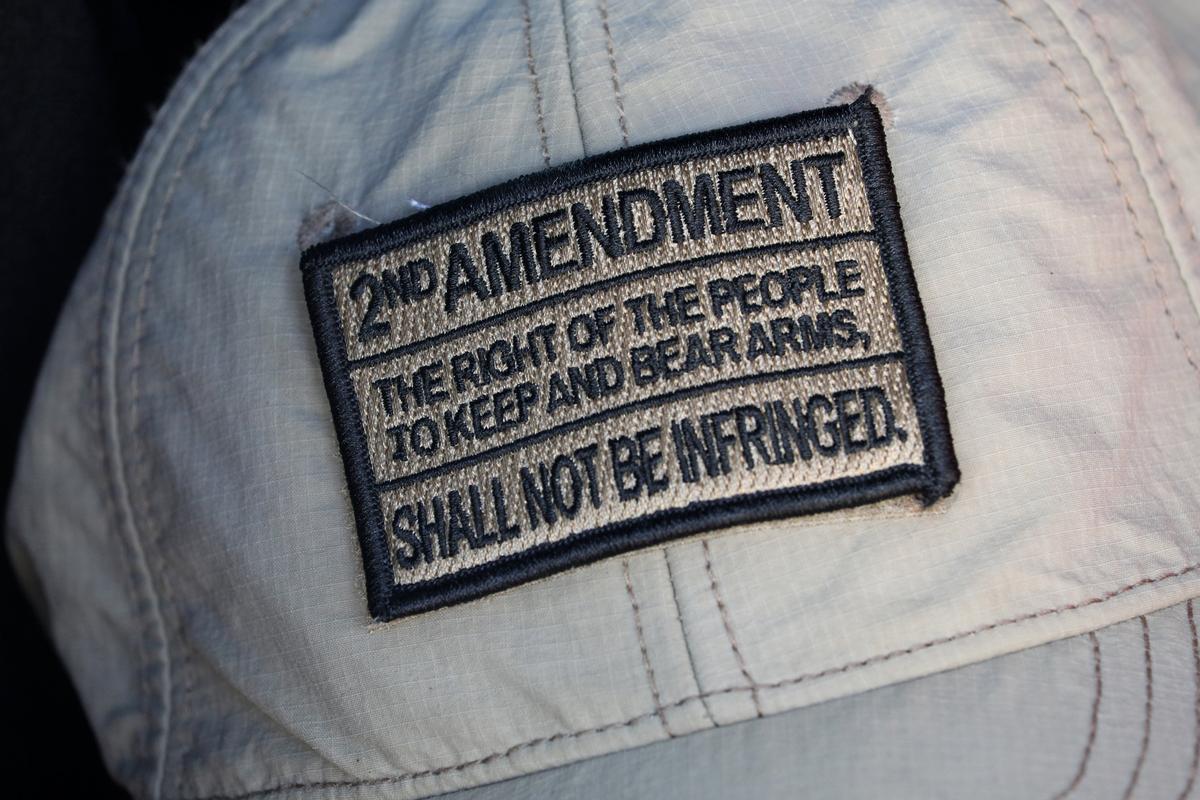 2ND AMENDMENT
THE RIGHT OF THE PEOPLE
TO KEEP AND BEAR ARMS,
SHALL NOT BE INFRINGED.